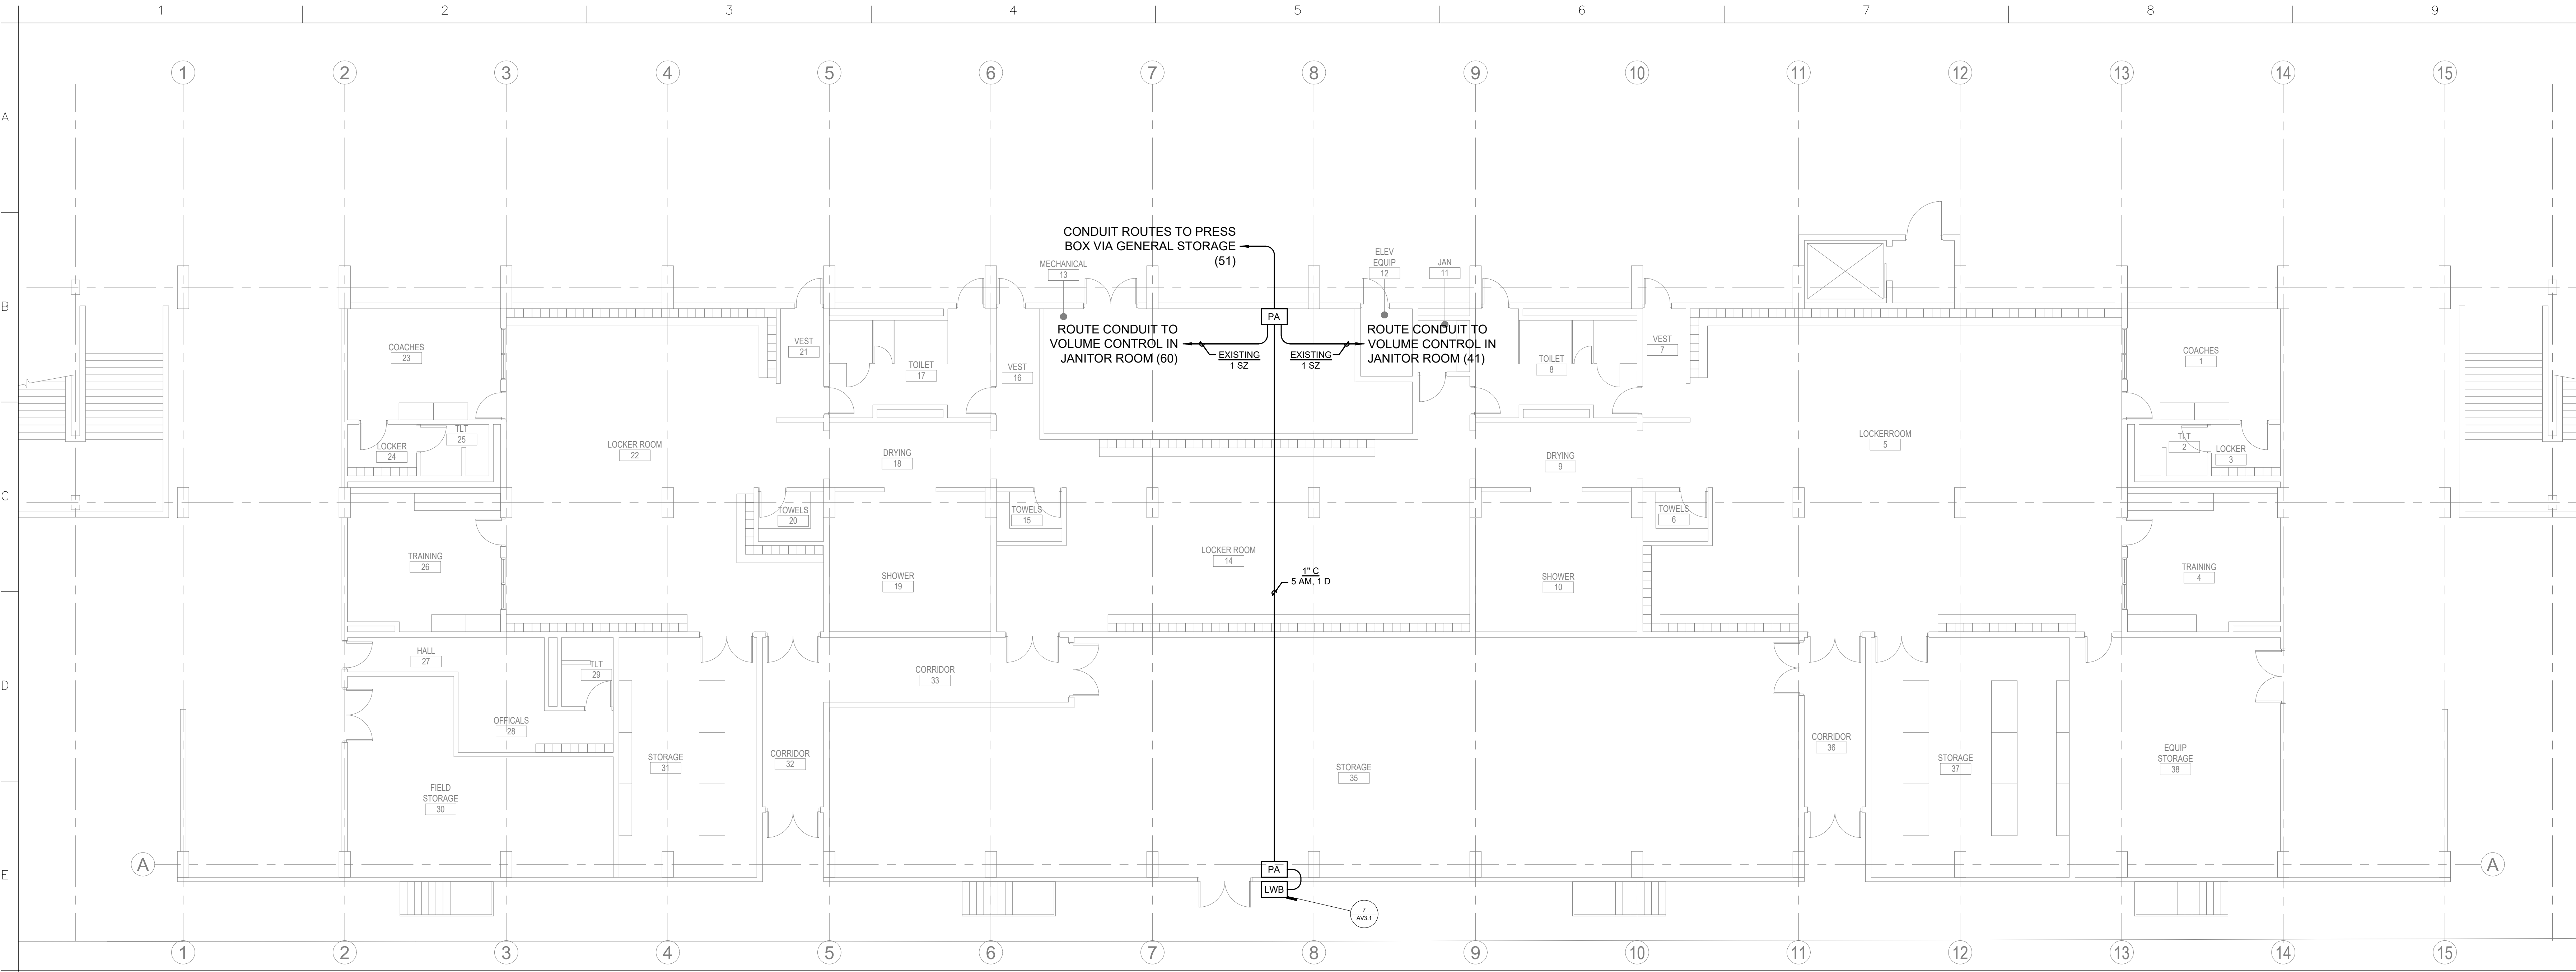 1 2 3 4 5 6 7 8 9
1 2 3 4 5 6 7 8 9 10 11 12 13 14 15
A
B
C
D
E
CONDUIT ROUTES TO PRESS
BOX VIA GENERAL STORAGE
(51)
MECHANICAL
13
ELEV
EQUIP
12
JAN
11
PA
ROUTE CONDUIT TO
VOLUME CONTROL IN
JANITOR ROOM (60)
EXISTING
1 SZ
EXISTING
1 SZ
ROUTE CONDUIT TO
VOLUME CONTROL IN
JANITOR ROOM (41)
COACHES
23
VEST
21
TOILET
17
VEST
16
TOILET
8
VEST
7
COACHES
1
LOCKER
24
TLT
25
LOCKER ROOM
22
DRYING
18
DRYING
9
LOCKERROOM
5
TLT
2
LOCKER
3
TOWELS
20
TOWELS
15
TOWELS
6
TRAINING
26
SHOWER
19
LOCKER ROOM
14
1" C
5 AM, 1 D
SHOWER
10
TRAINING
4
HALL
27
TLT
29
CORRIDOR
33
OFFICALS
28
STORAGE
31
CORRIDOR
32
STORAGE
35
CORRIDOR
36
STORAGE
37
EQUIP
STORAGE
38
FIELD
STORAGE
30
A
PA
LWB
7
AV3.1
A
1 2 3 4 5 6 7 8 9 10 11 12 13 14 15